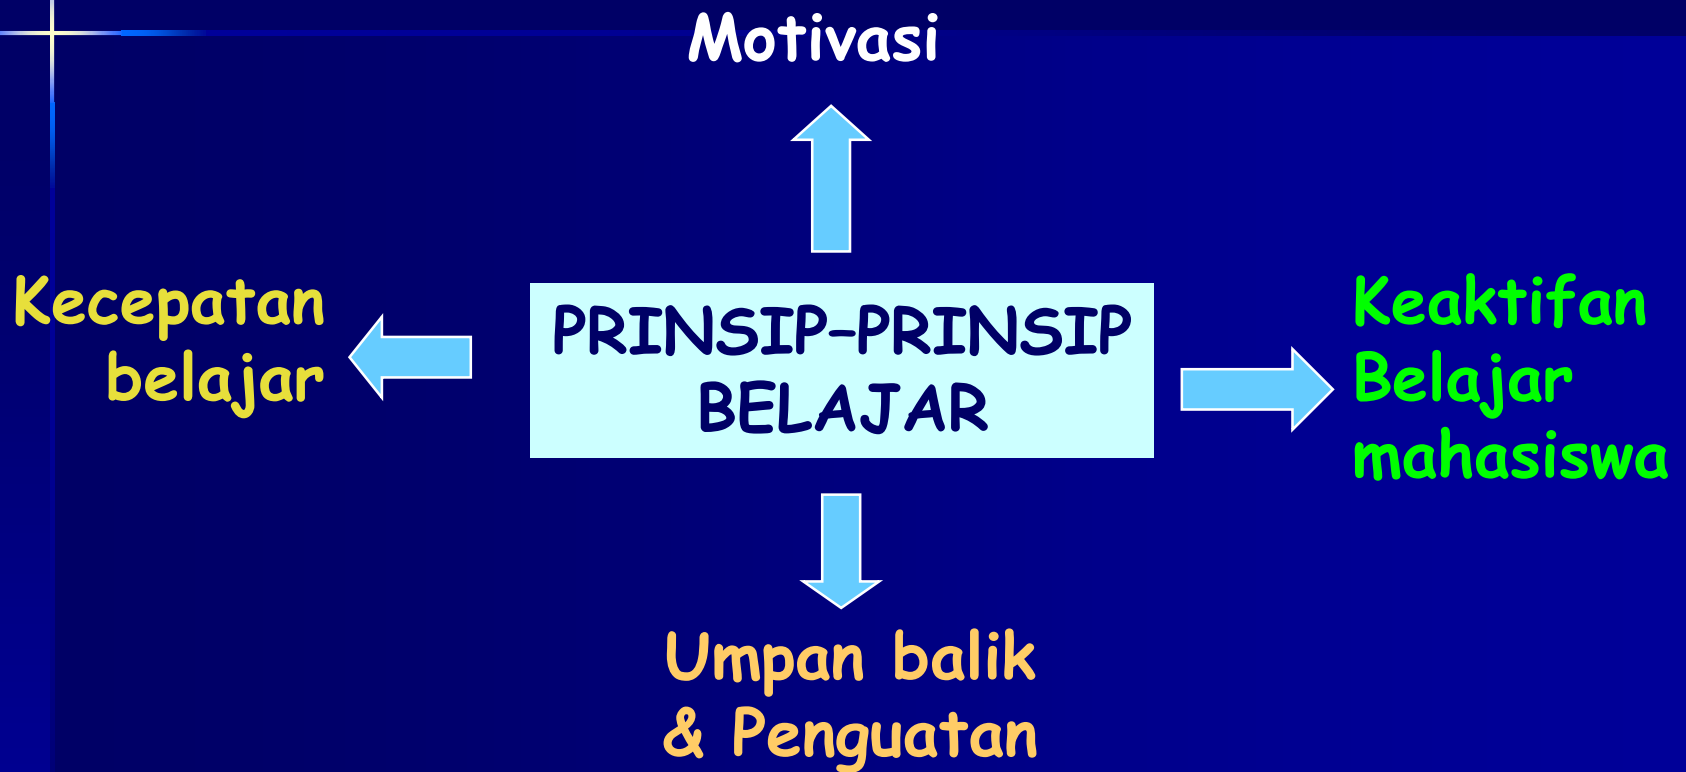 Motivasi
Kecepatan
belajar
PRINSIP-PRINSIP
BELAJAR
Keaktifan
Belajar
mahasiswa
Umpan balik
& Penguatan